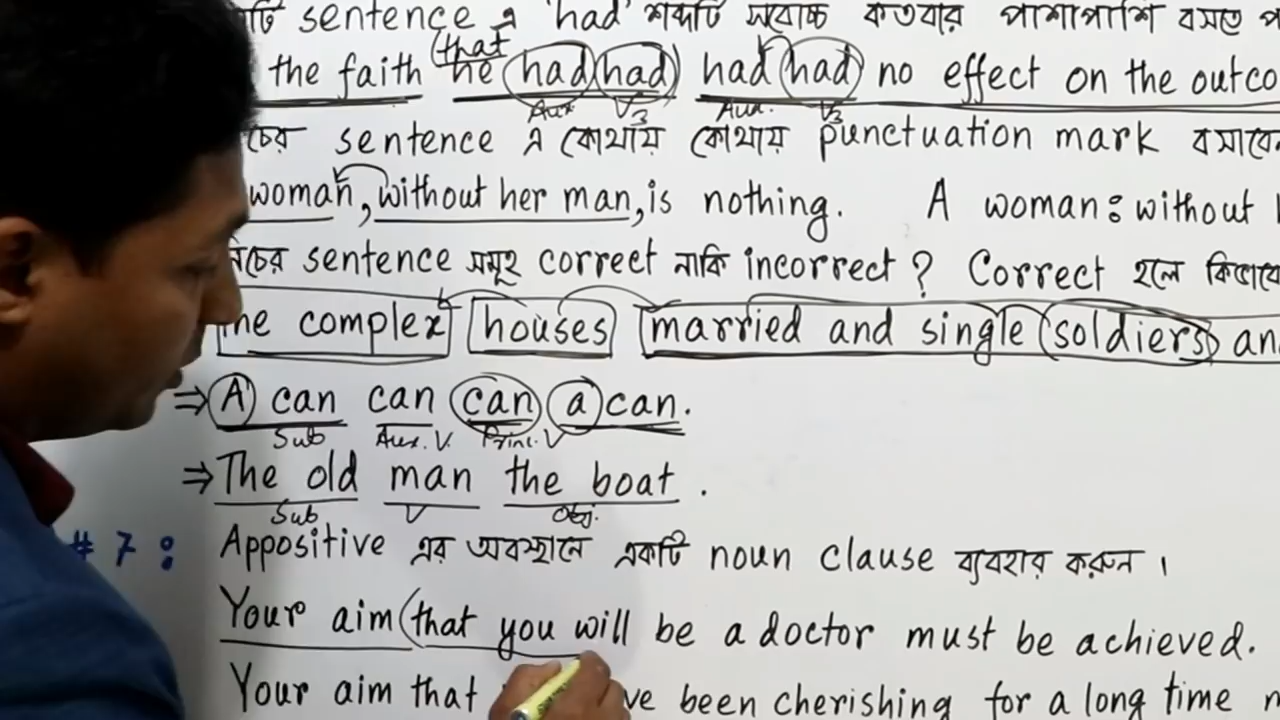 sentence এ 'had' শব্দটি সবোচ্চ কতবার পাশাপাশি বসতে
the faith (that he had had had had no effect on the outco
Aux V3 Aux. V3
চের sentence এ কোথায় কোথায় punctuation mark বসাবে
woman, without her man, is nothing. A woman: without
নিচের sentence সমূহ correct নাকি incorrect? Correct হলে কিভাবে
The complex houses married and single soldiers an
⇒ A can can can a can.
Sub Aux. V. Princ. V
⇒ The old man the boat.
Sub V Obj.
# 7: Appositive এর অবস্থানে একটি noun clause ব্যবহার করুন।
Your aim (that you will be a doctor must be achieved.
Your aim that ve been cherishing for a long time